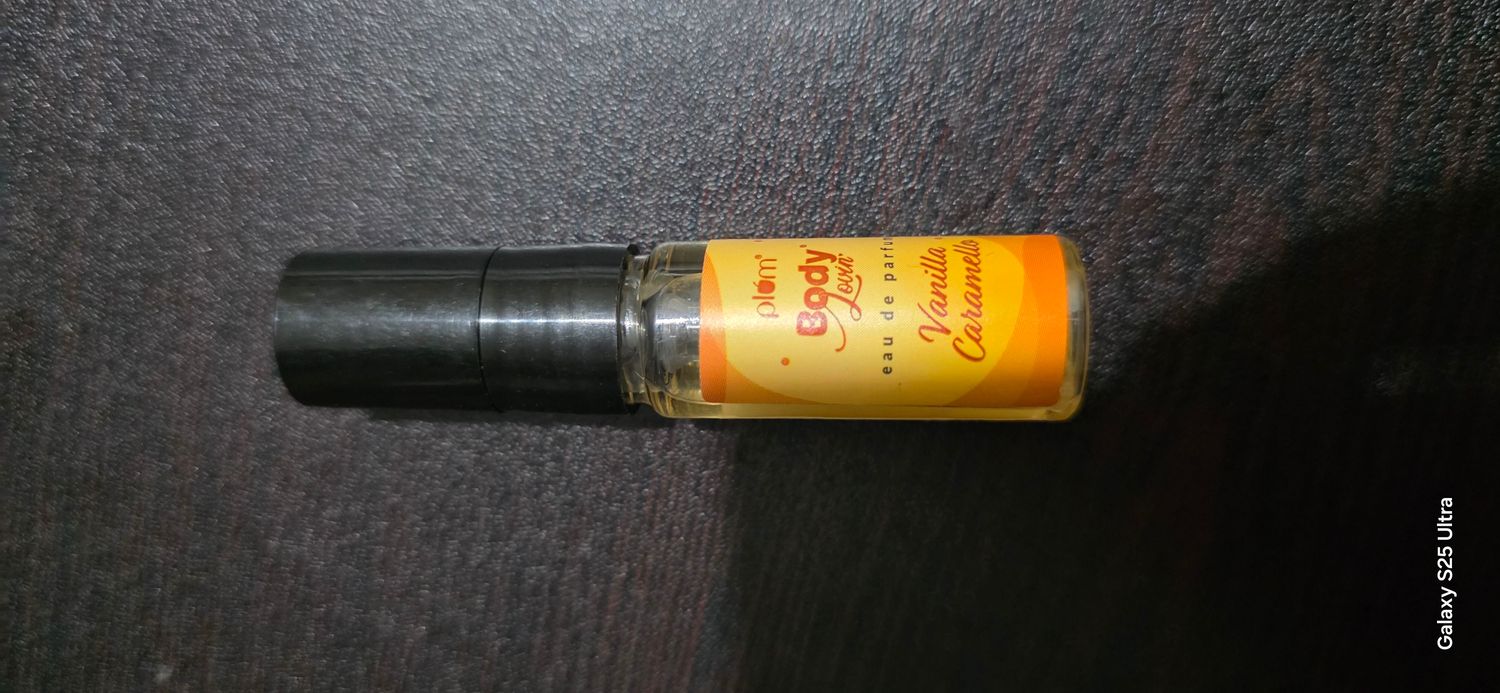 plum
Body
Lovin'
eau de parfu
Vanilla
Caramello
Galaxy S25 Ultra